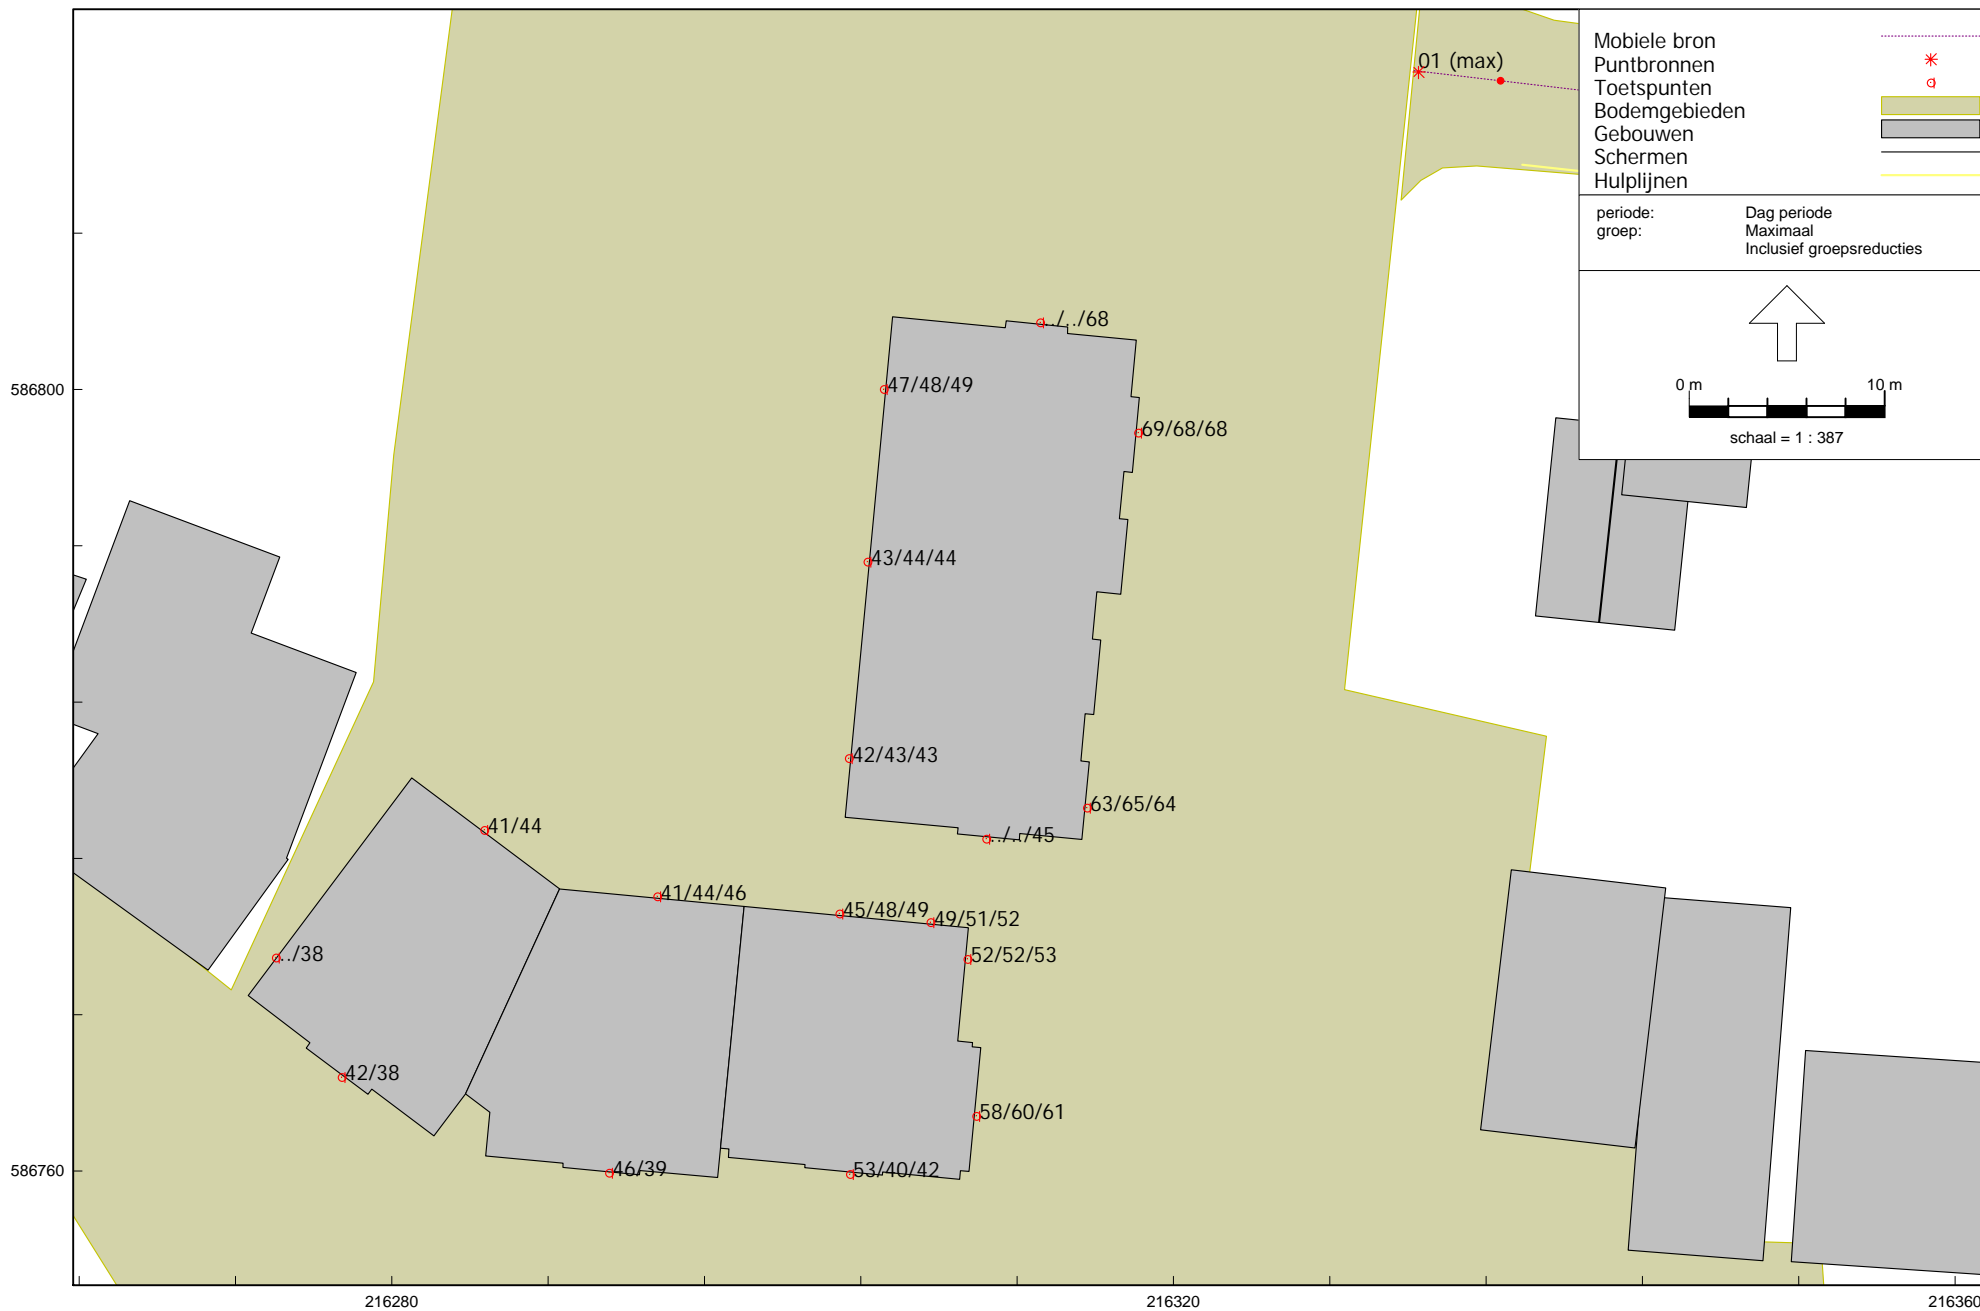 01 (max)
Mobiele bron
Puntbronnen
Toetspunten
Bodemgebieden
Gebouwen
Schermen
Hulplijnen
periode: Dag periode
groep: Maximaal
Inclusief groepsreducties
0 m 10 m
schaal = 1 : 387
../../68
586800
47/48/49
69/68/68
43/44/44
42/43/43
63/65/64
41/44
../../45
41/44/46
45/48/49
49/51/52
../38
52/52/53
42/38
58/60/61
586760
46/39
53/40/42
216280
216320
216360